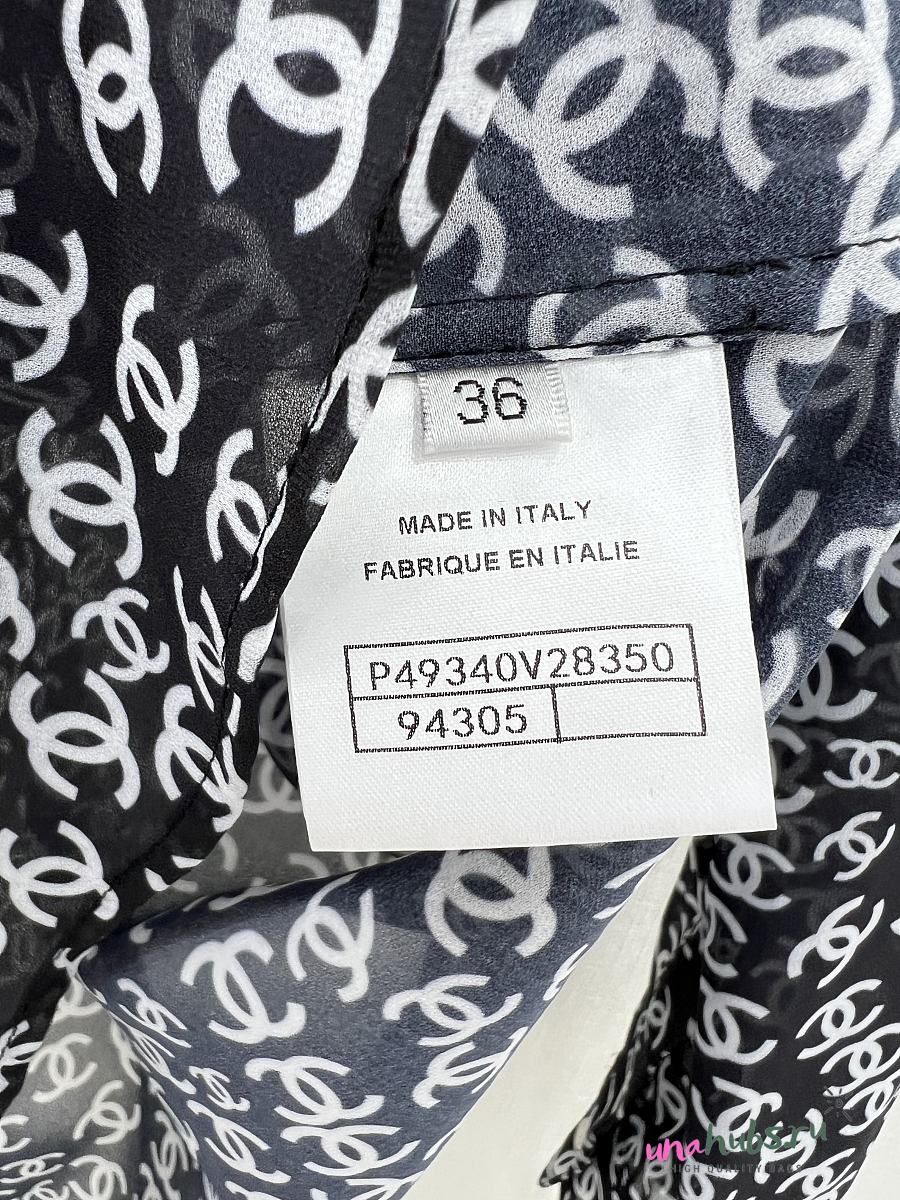 36
MADE IN ITALY
FABRIQUE EN ITALIE
P49340V28350
94305
unahubs.ru
HIGH QUALITY BAGS